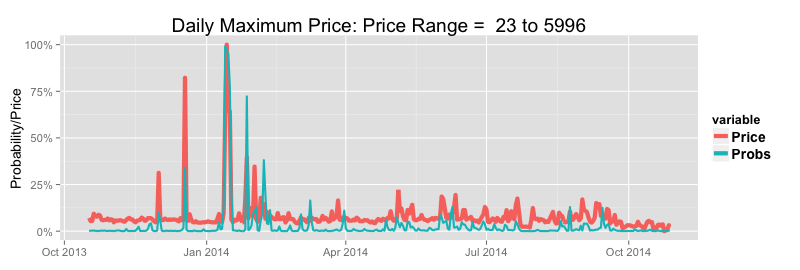 Daily Maximum Price: Price Range =  23 to 5996
Probability/Price
100%
75%
50%
25%
0%
Oct 2013
Jan 2014
Apr 2014
Jul 2014
Oct 2014
variable
Price
Probs